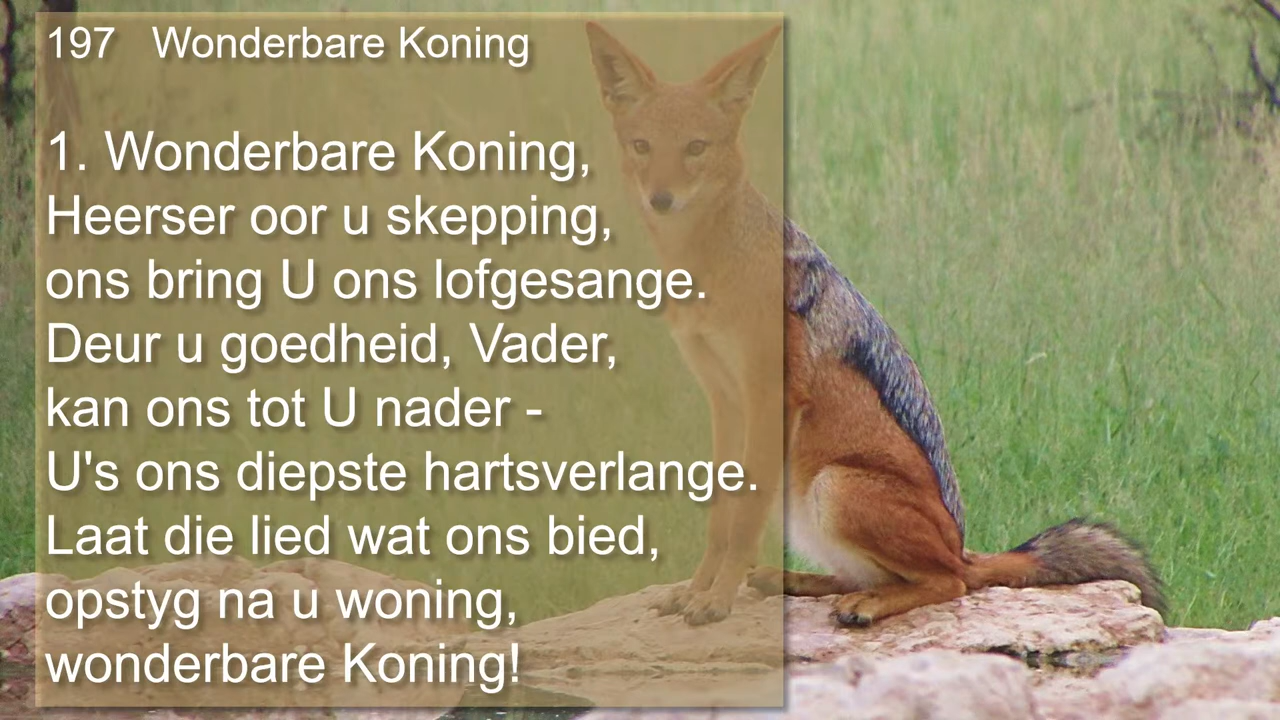 197 Wonderbare Koning
1. Wonderbare Koning,
Heerser oor u skepping,
ons bring U ons lofgesange.
Deur u goedheid, Vader,
kan ons tot U nader -
U's ons diepste hartsverlange.
Laat die lied wat ons bied,
opstyg na u woning,
wonderbare Koning!